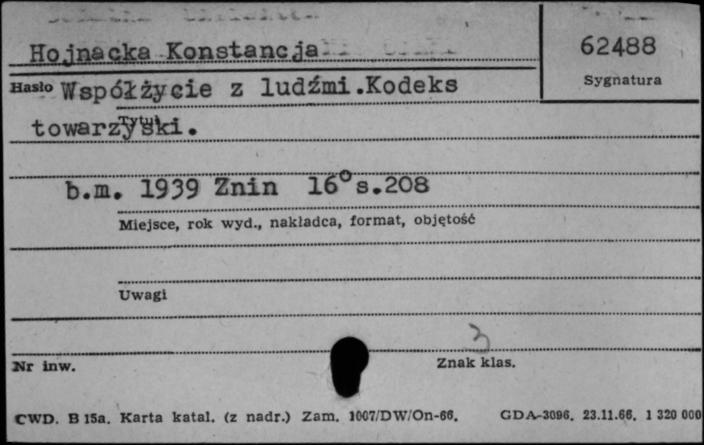 Hojnacka Konstancja
62488
Hasło
Sygnatura
Współżycie z ludźmi.Kodeks
Tytuł
towarzyski.
b.m. 1939 Znin 16° s.208
Miejsce, rok wyd., nakładca, format, objętość
Uwagi
3
Nr inw.
Znak klas.
CWD. B 15a. Karta katal. (z nadr.) Zam. 1007/DW/On-66. GDA-3096. 23.11.66. 1 320 000